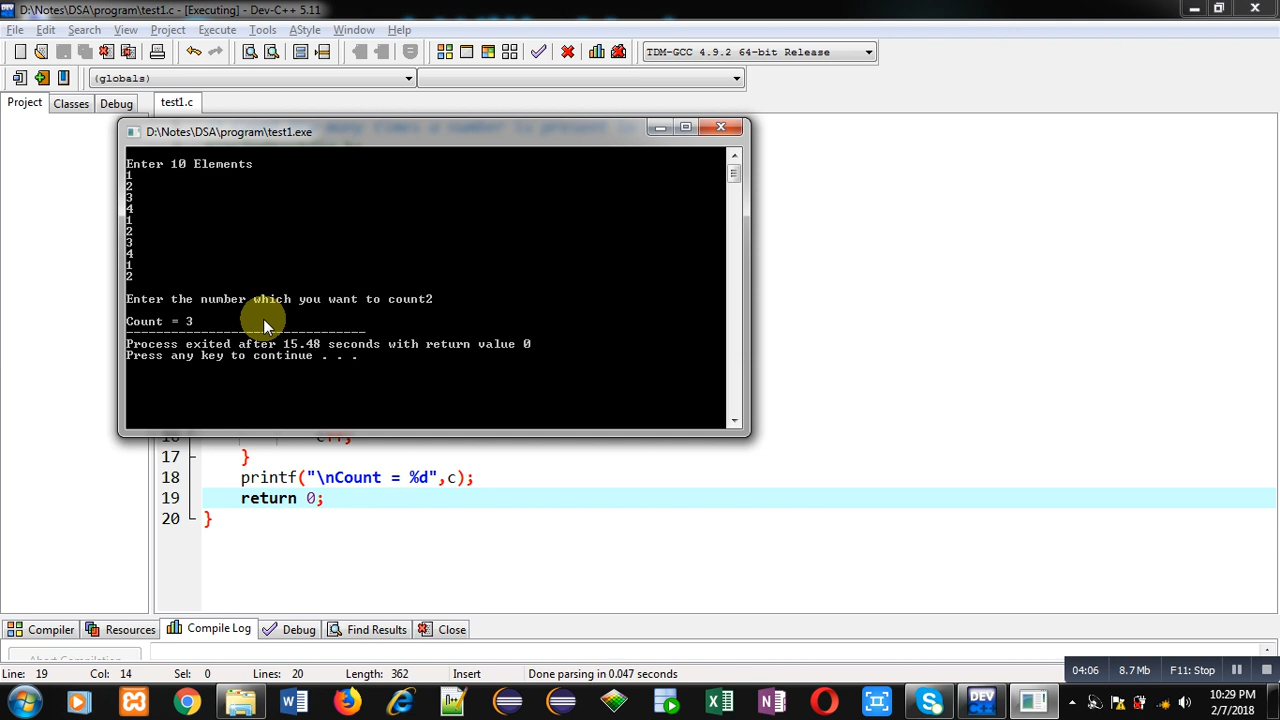 D:\Notes\DSA\program\test1.c - [Executing] - Dev-C++ 5.11
File Edit Search View Project Execute Tools AStyle Window Help
TDM-GCC 4.9.2 64-bit Release
(globals)
Project Classes Debug test1.c
D:\Notes\DSA\program\test1.exe
Enter 10 Elements
1
2
3
4
1
2
3
4
1
2
Enter the number which you want to count2
Count = 3
--------------------------------
Process exited after 15.48 seconds with return value 0
Press any key to continue . . .
17 }
18 printf("\nCount = %d",c);
19 return 0;
20 }
Compiler Resources Compile Log Debug Find Results Close
Line: 19 Col: 14 Sel: 0 Lines: 20 Length: 362 Insert Done parsing in 0.047 seconds
04:06 8.7 Mb F11: Stop
DEV
10:29 PM
2/7/2018